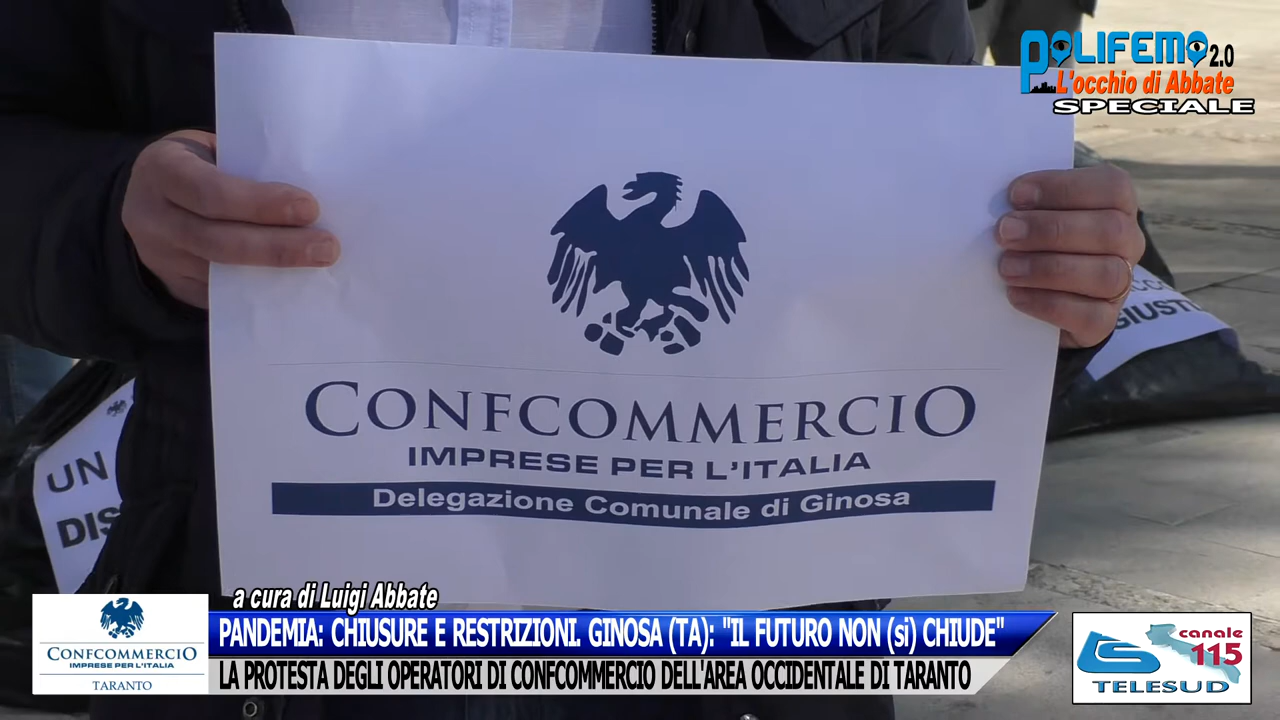 POLIFEMO 2.0
L'occhio di Abbate
SPECIALE
CONFCOMMERCIO
IMPRESE PER L'ITALIA
Delegazione Comunale di Ginosa
UN
DIS
GIUSTI
a cura di Luigi Abbate
PANDEMIA: CHIUSURE E RESTRIZIONI. GINOSA (TA): "IL FUTURO NON (si) CHIUDE"
LA PROTESTA DEGLI OPERATORI DI CONFCOMMERCIO DELL'AREA OCCIDENTALE DI TARANTO
CONFCOMMERCIO
IMPRESE PER L'ITALIA
TARANTO
canale
115
TELESUD